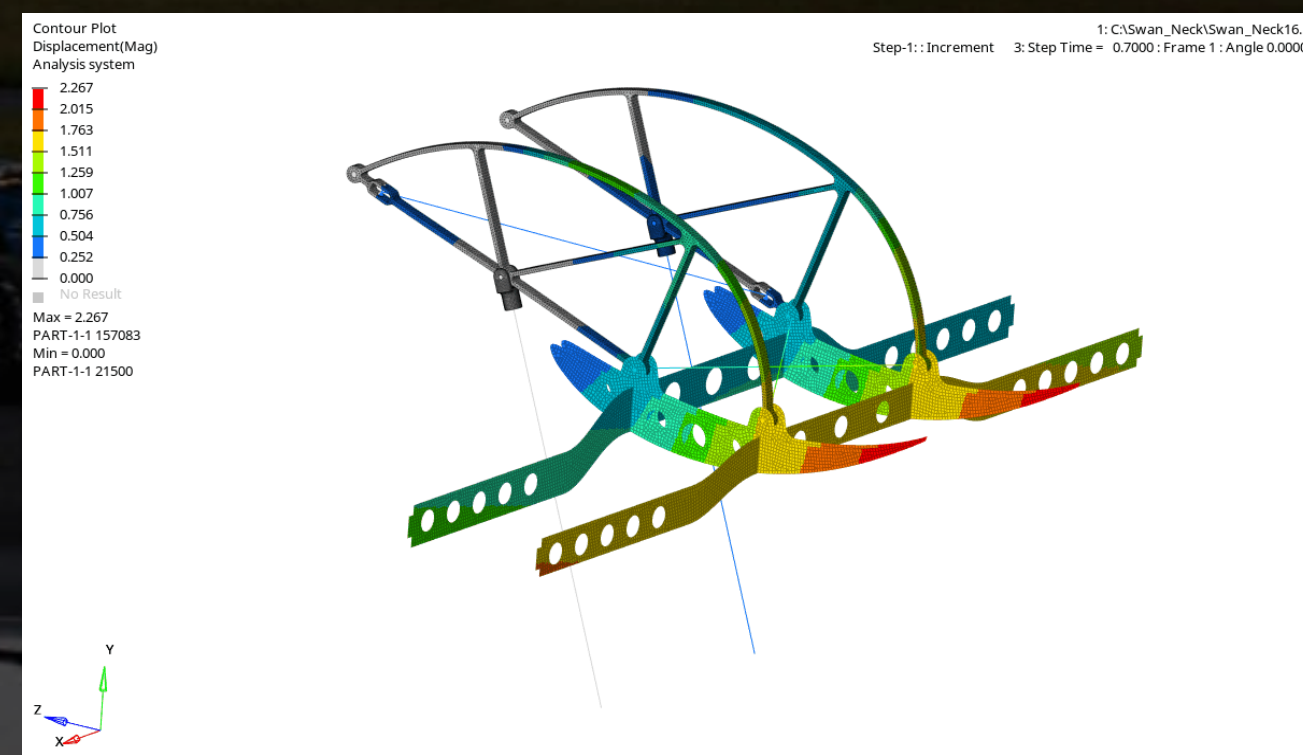 Contour Plot
Displacement(Mag)
Analysis system
2.267
2.015
1.763
1.511
1.259
1.007
0.756
0.504
0.252
0.000
No Result
Max = 2.267
PART-1-1 157083
Min = 0.000
PART-1-1 21500
1: C:\Swan_Neck\Swan_Neck16.
Step-1: : Increment 3: Step Time = 0.7000 : Frame 1 : Angle 0.0000
Y
Z
X